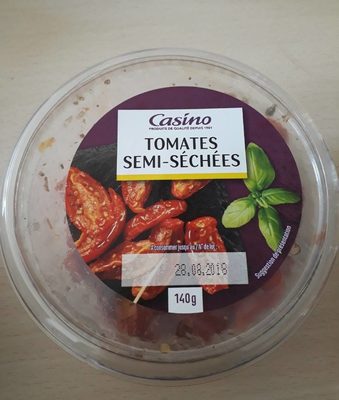 Casino
PRODUITS DE QUALITÉ DEPUIS 1901
TOMATES
SEMI-SÉCHÉES
A consommer jusqu'au / N° de lot
28.08.2018
140g
Suggestion de présentation